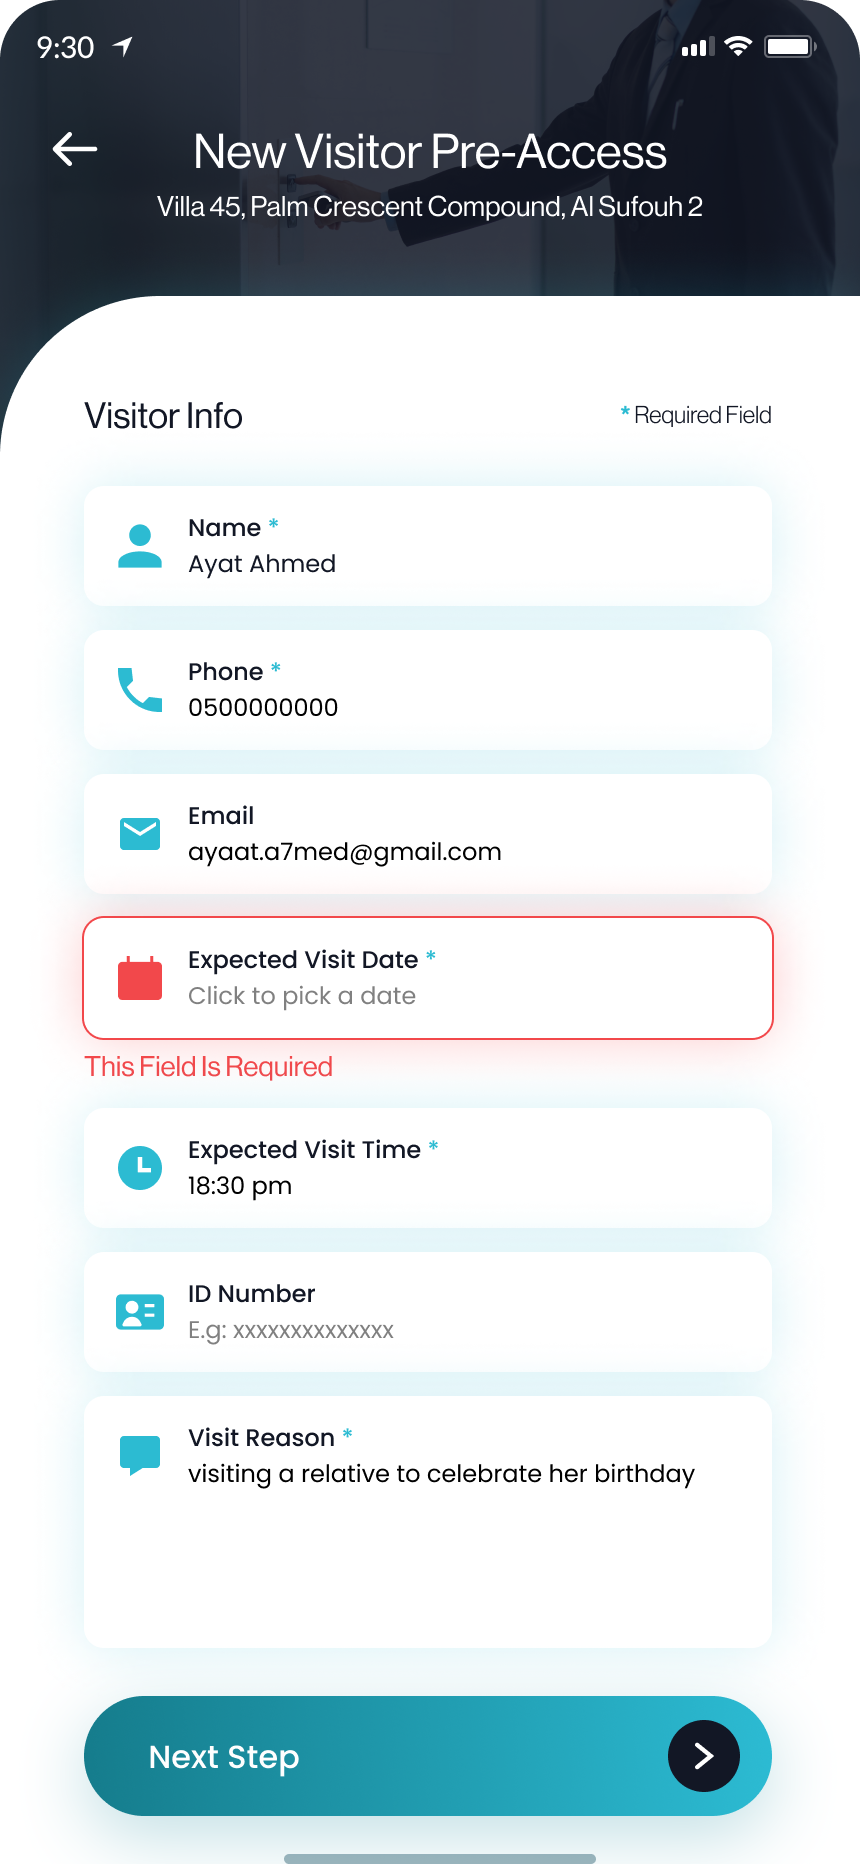 9:30
New Visitor Pre-Access
Villa 45, Palm Crescent Compound, Al Sufouh 2
Visitor Info
* Required Field
Name *
Ayat Ahmed
Phone *
0500000000
Email
ayaat.a7med@gmail.com
Expected Visit Date *
Click to pick a date
This Field Is Required
Expected Visit Time *
18:30 pm
ID Number
E.g: xxxxxxxxxxxxxx
Visit Reason *
visiting a relative to celebrate her birthday
Next Step